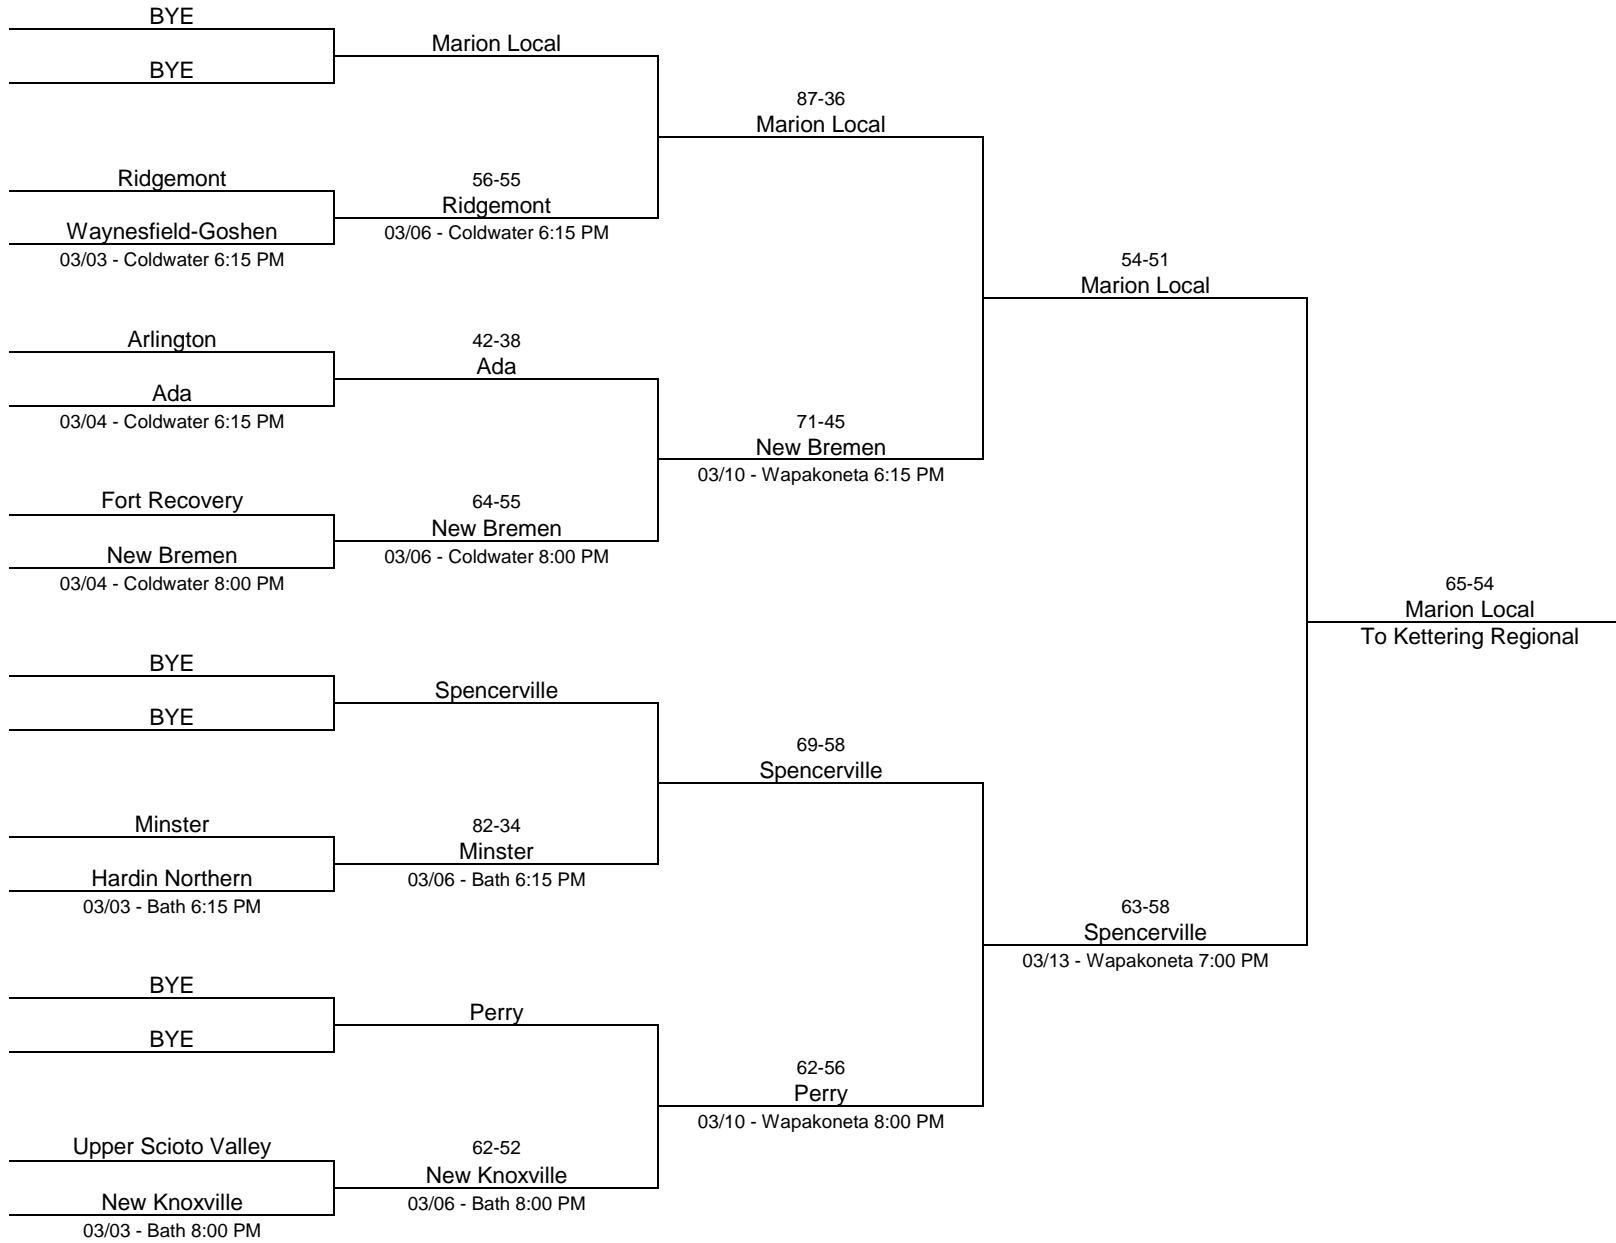 BYE
BYE
Ridgemont
Waynesfield-Goshen
03/03 - Coldwater 6:15 PM
Arlington
Ada
03/04 - Coldwater 6:15 PM
Fort Recovery
New Bremen
03/04 - Coldwater 8:00 PM
BYE
BYE
Minster
Hardin Northern
03/03 - Bath 6:15 PM
BYE
BYE
Upper Scioto Valley
New Knoxville
03/03 - Bath 8:00 PM
Marion Local
56-55
Ridgemont
03/06 - Coldwater 6:15 PM
42-38
Ada
64-55
New Bremen
03/06 - Coldwater 8:00 PM
Spencerville
82-34
Minster
03/06 - Bath 6:15 PM
Perry
62-52
New Knoxville
03/06 - Bath 8:00 PM
87-36
Marion Local
71-45
New Bremen
03/10 - Wapakoneta 6:15 PM
69-58
Spencerville
62-56
Perry
03/10 - Wapakoneta 8:00 PM
54-51
Marion Local
63-58
Spencerville
03/13 - Wapakoneta 7:00 PM
65-54
Marion Local
To Kettering Regional